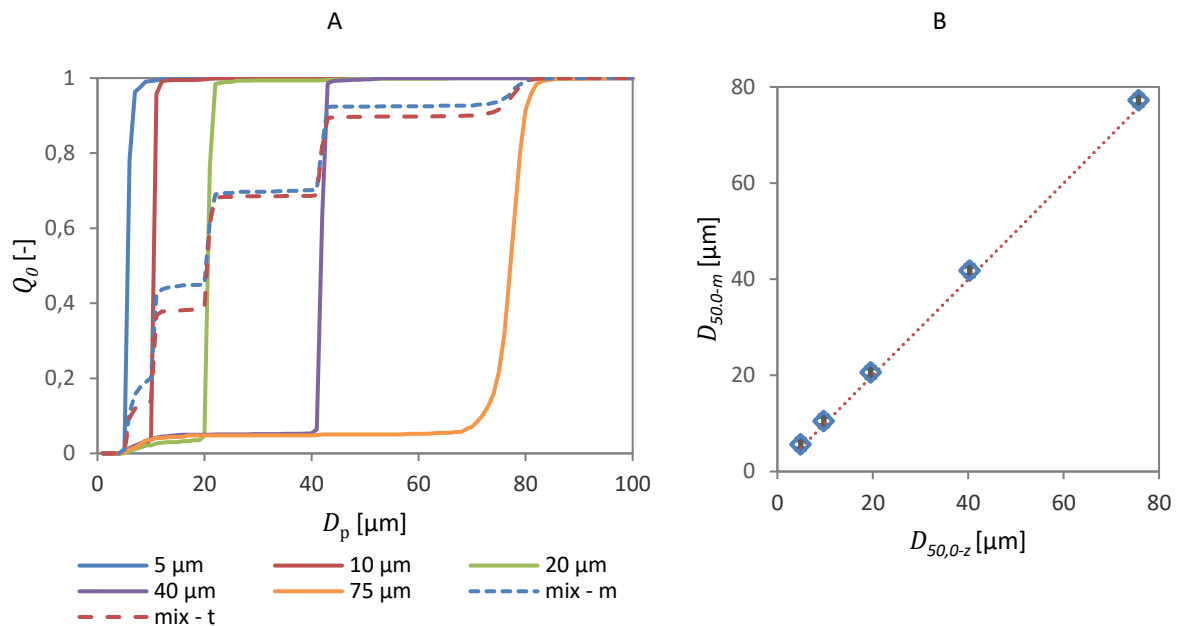 A
B
1
0,8
0,6
0,4
0,2
0
Q0 [-]
0 20 40 60 80 100
Dp [µm]
5 µm 10 µm 20 µm
40 µm 75 µm mix - m
mix - t
80
60
40
20
0
D50.0-m [µm]
0 20 40 60 80
D50,0-z [µm]